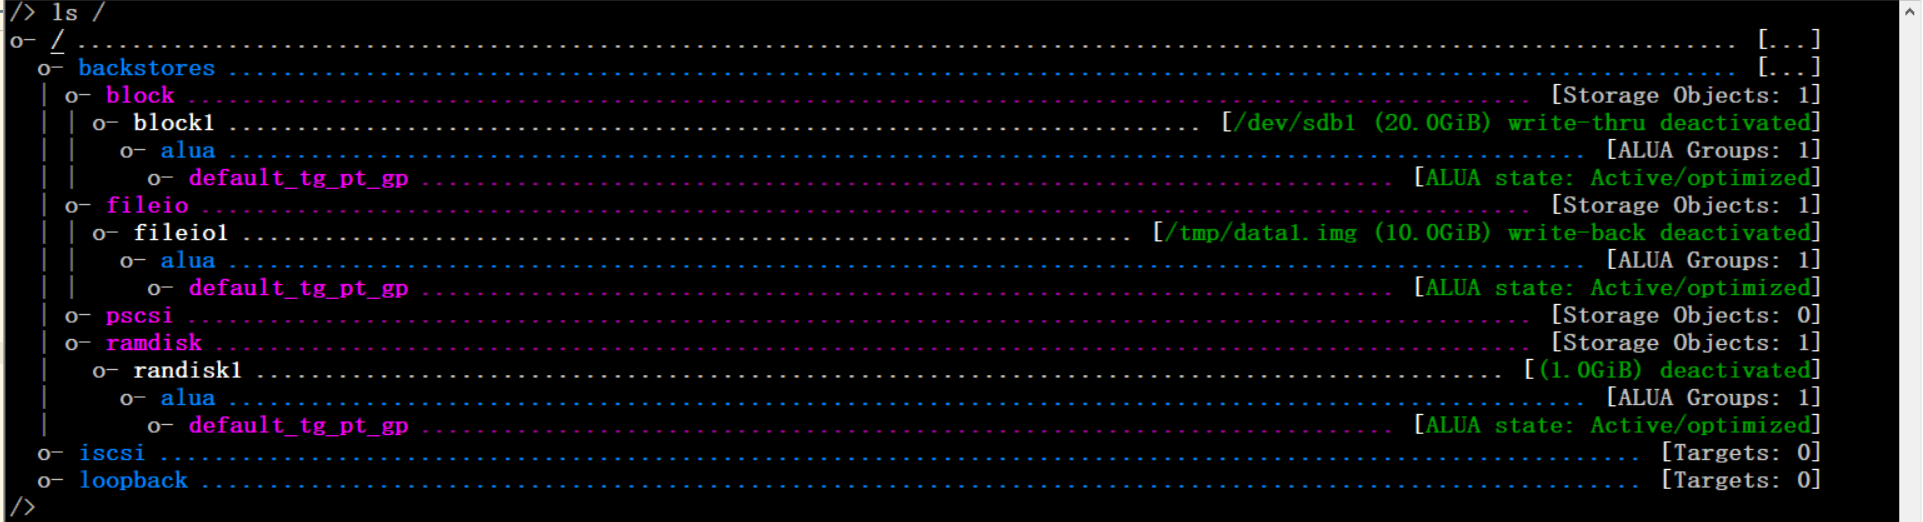 /> ls /
o- / ......................................................................................................................... [...]
o- backstores .............................................................................................................. [...]
| o- block .................................................................................................. [Storage Objects: 1]
| | o- block1 ....................................................................... [/dev/sdb1 (20.0GiB) write-thru deactivated]
| |   o- alua ................................................................................................... [ALUA Groups: 1]
| |     o- default_tg_pt_gp ....................................................................... [ALUA state: Active/optimized]
| o- fileio ................................................................................................. [Storage Objects: 1]
| | o- fileio1 ................................................................. [/tmp/data1.img (10.0GiB) write-back deactivated]
| |   o- alua ................................................................................................... [ALUA Groups: 1]
| |     o- default_tg_pt_gp ....................................................................... [ALUA state: Active/optimized]
| o- pscsi .................................................................................................. [Storage Objects: 0]
| o- ramdisk ................................................................................................ [Storage Objects: 1]
|   o- randisk1 ........................................................................................... [(1.0GiB) deactivated]
|     o- alua ................................................................................................... [ALUA Groups: 1]
|       o- default_tg_pt_gp ....................................................................... [ALUA state: Active/optimized]
o- iscsi ............................................................................................................ [Targets: 0]
o- loopback ......................................................................................................... [Targets: 0]
/>